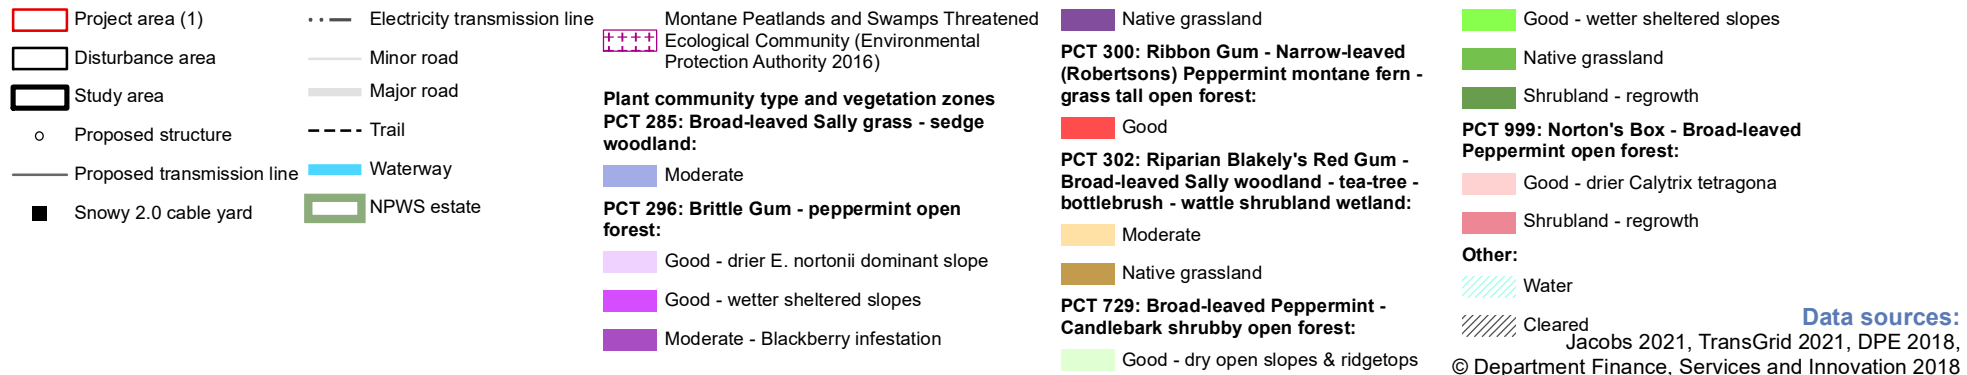 Project area (1)
Disturbance area
Study area
Proposed structure
Proposed transmission line
Snowy 2.0 cable yard
Electricity transmission line
Minor road
Major road
Trail
Waterway
NPWS estate
Montane Peatlands and Swamps Threatened
Ecological Community (Environmental
Protection Authority 2016)
Plant community type and vegetation zones
PCT 285: Broad-leaved Sally grass - sedge
woodland:
Moderate
PCT 296: Brittle Gum - peppermint open
forest:
Good - drier E. nortonii dominant slope
Good - wetter sheltered slopes
Moderate - Blackberry infestation
Native grassland
PCT 300: Ribbon Gum - Narrow-leaved
(Robertsons) Peppermint montane fern -
grass tall open forest:
Good
PCT 302: Riparian Blakely's Red Gum -
Broad-leaved Sally woodland - tea-tree -
bottlebrush - wattle shrubland wetland:
Moderate
Native grassland
PCT 729: Broad-leaved Peppermint -
Candlebark shrubby open forest:
Good - dry open slopes & ridgetops
Good - wetter sheltered slopes
Native grassland
Shrubland - regrowth
PCT 999: Norton's Box - Broad-leaved
Peppermint open forest:
Good - drier Calytrix tetragona
Shrubland - regrowth
Other:
Water
Cleared
Data sources:
Jacobs 2021, TransGrid 2021, DPE 2018,
© Department Finance, Services and Innovation 2018